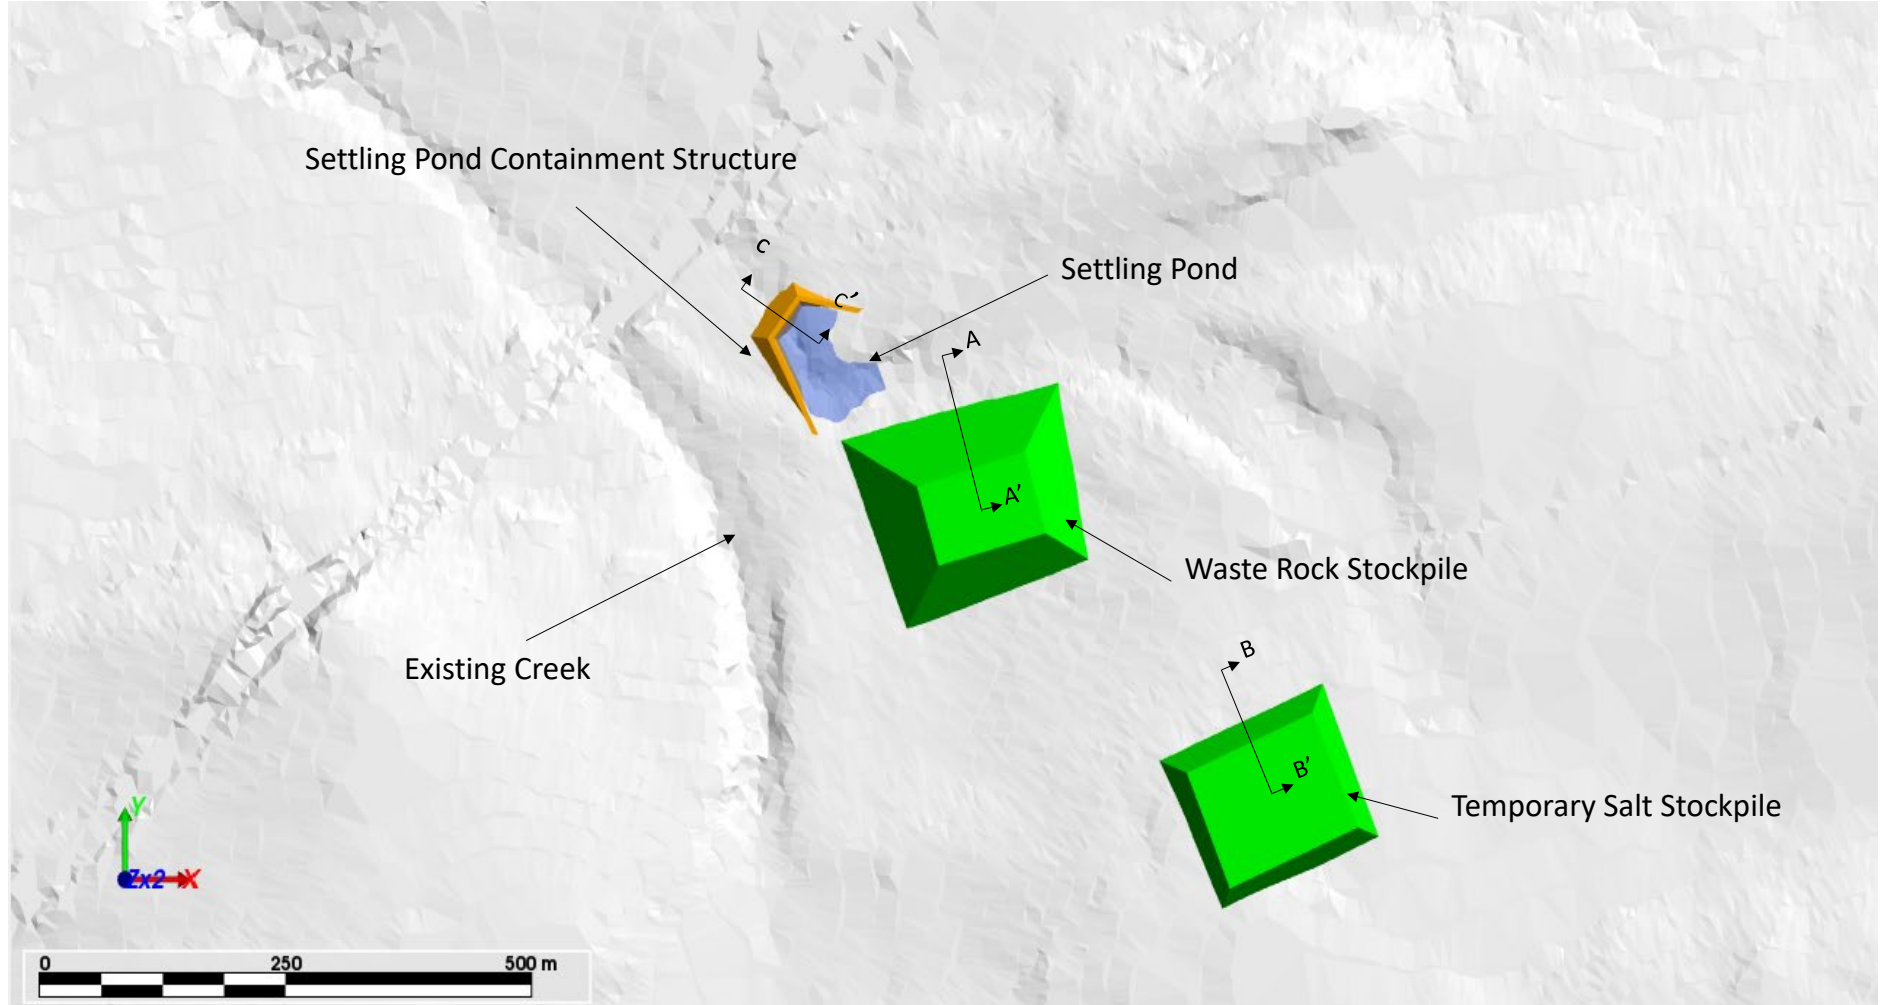 Settling Pond Containment Structure
C
Settling Pond
C'
A
A'
Waste Rock Stockpile
Existing Creek
B
B'
Temporary Salt Stockpile
Y
Zx2 X
0 250 500 m